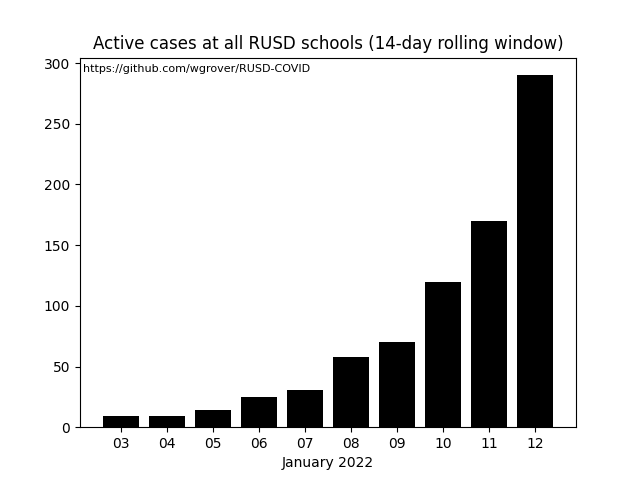 Active cases at all RUSD schools (14-day rolling window)
https://github.com/wgrover/RUSD-COVID
300
250
200
150
100
50
0
03 04 05 06 07 08 09 10 11 12
January 2022